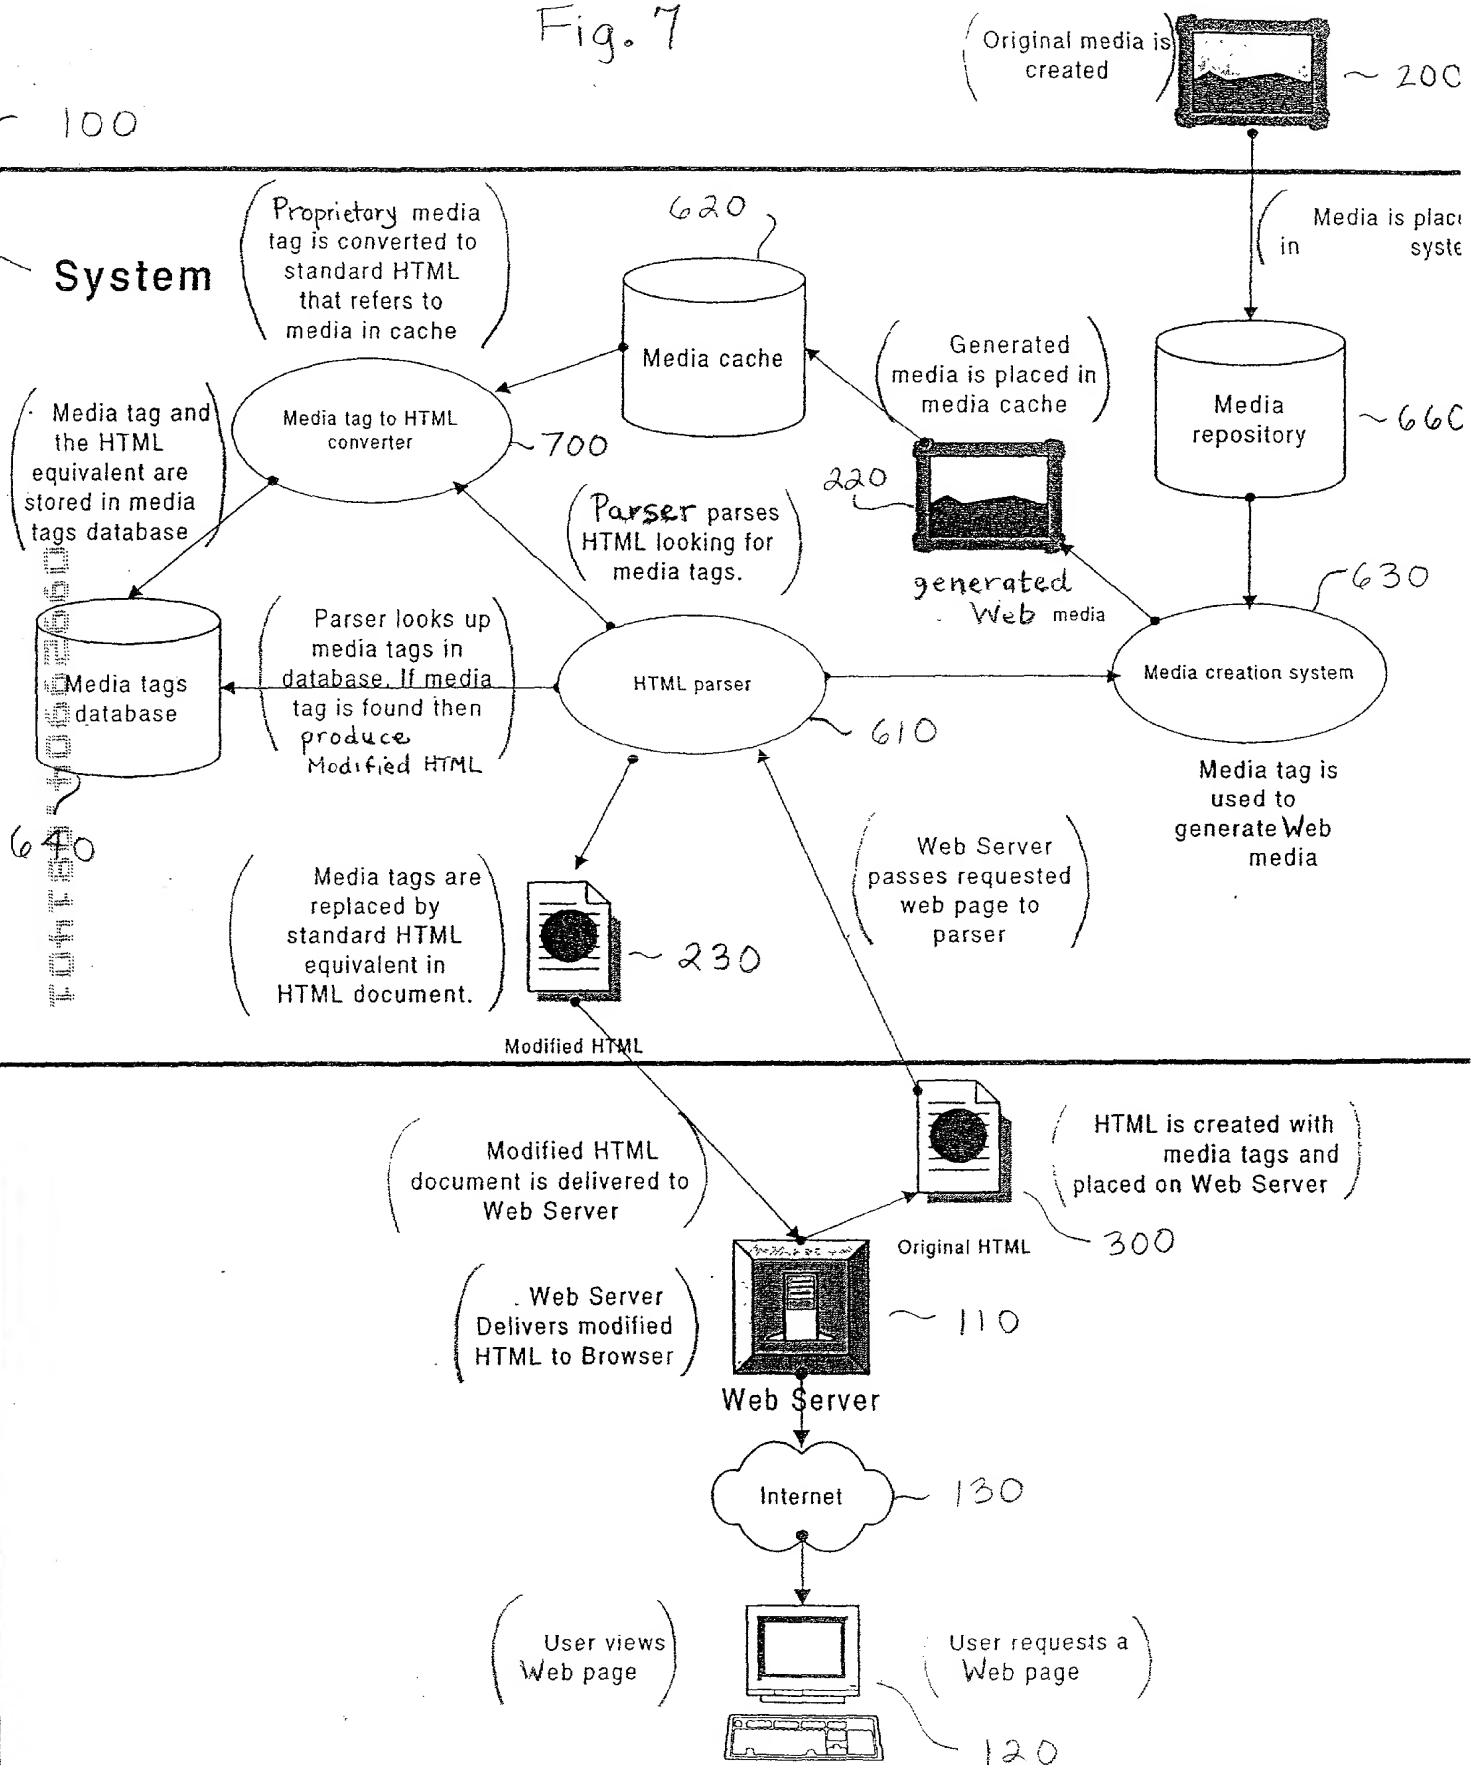 Fig. 7
Original media is
created
200
100
Proprietary media
tag is converted to
standard HTML
that refers to
media in cache
620
Media is
in
System
Media cache
Generated
media is placed in
media cache
Media
repository
660
Media tag to HTML
converter
700
Media tag and
the HTML
equivalent are
stored in media
tags database
220
Parser parses
HTML looking for
media tags.
generated
Web media
630
Parser looks up
media tags in
database. If media
tag is found then
produce
Modified HTML
Media tags
database
HTML parser
Media creation system
610
640
Media tag is
used to
generate Web
media
Web Server
passes requested
web page to
parser
Media tags are
replaced by
standard HTML
equivalent in
HTML document.
230
Modified HTML
Modified HTML
document is delivered to
Web Server
HTML is created with
media tags and
placed on Web Server
Original HTML
300
. Web Server
Delivers modified
HTML to Browser
110
Web Server
Internet
130
User views
Web page
User requests a
Web page
120